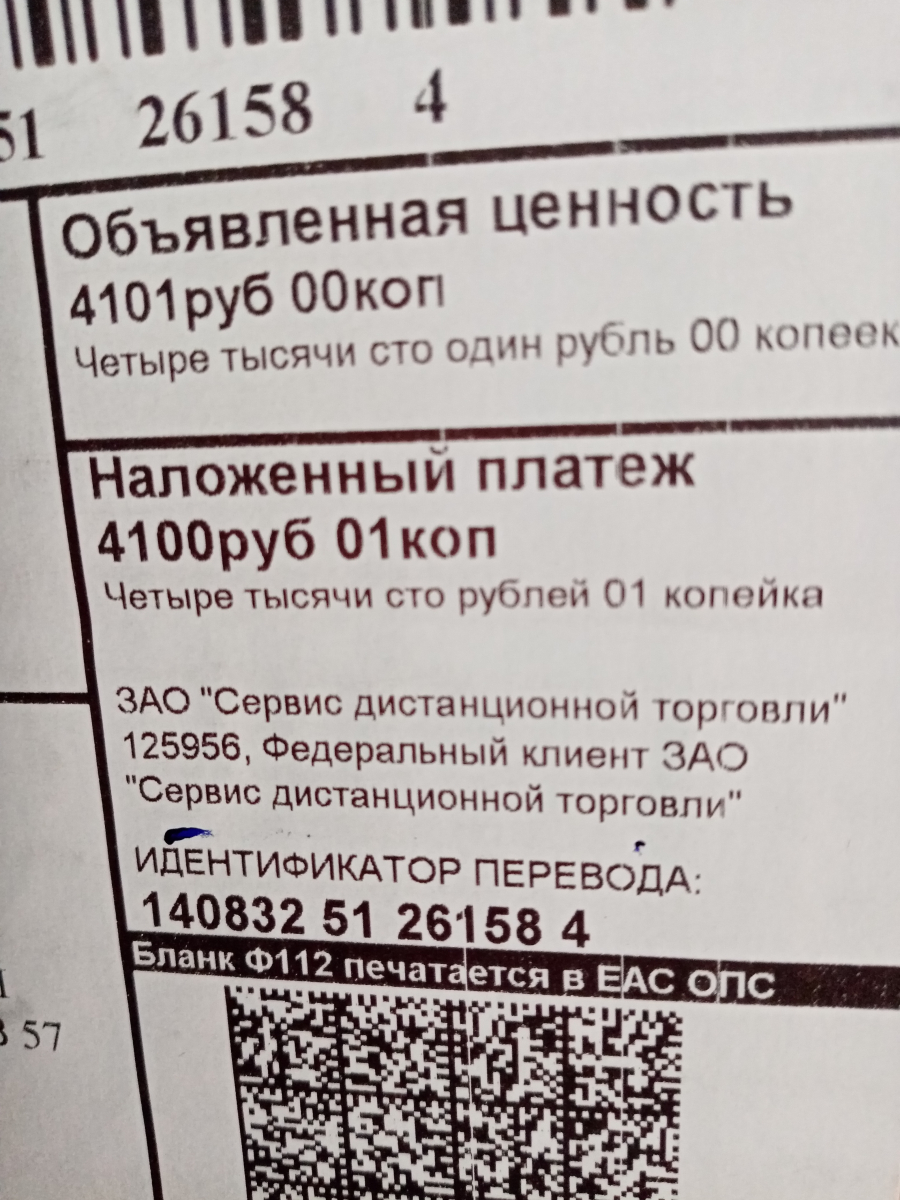 51 26158 4
Объявленная ценность
4101руб 00коп
Четыре тысячи сто один рубль 00 копеек
Наложенный платеж
4100руб 01коп
Четыре тысячи сто рублей 01 копейка
ЗАО "Сервис дистанционной торговли"
125956, Федеральный клиент ЗАО
"Сервис дистанционной торговли"
ИДЕНТИФИКАТОР ПЕРЕВОДА:
140832 51 26158 4
Бланк Ф112 печатается в ЕАС ОПС
57